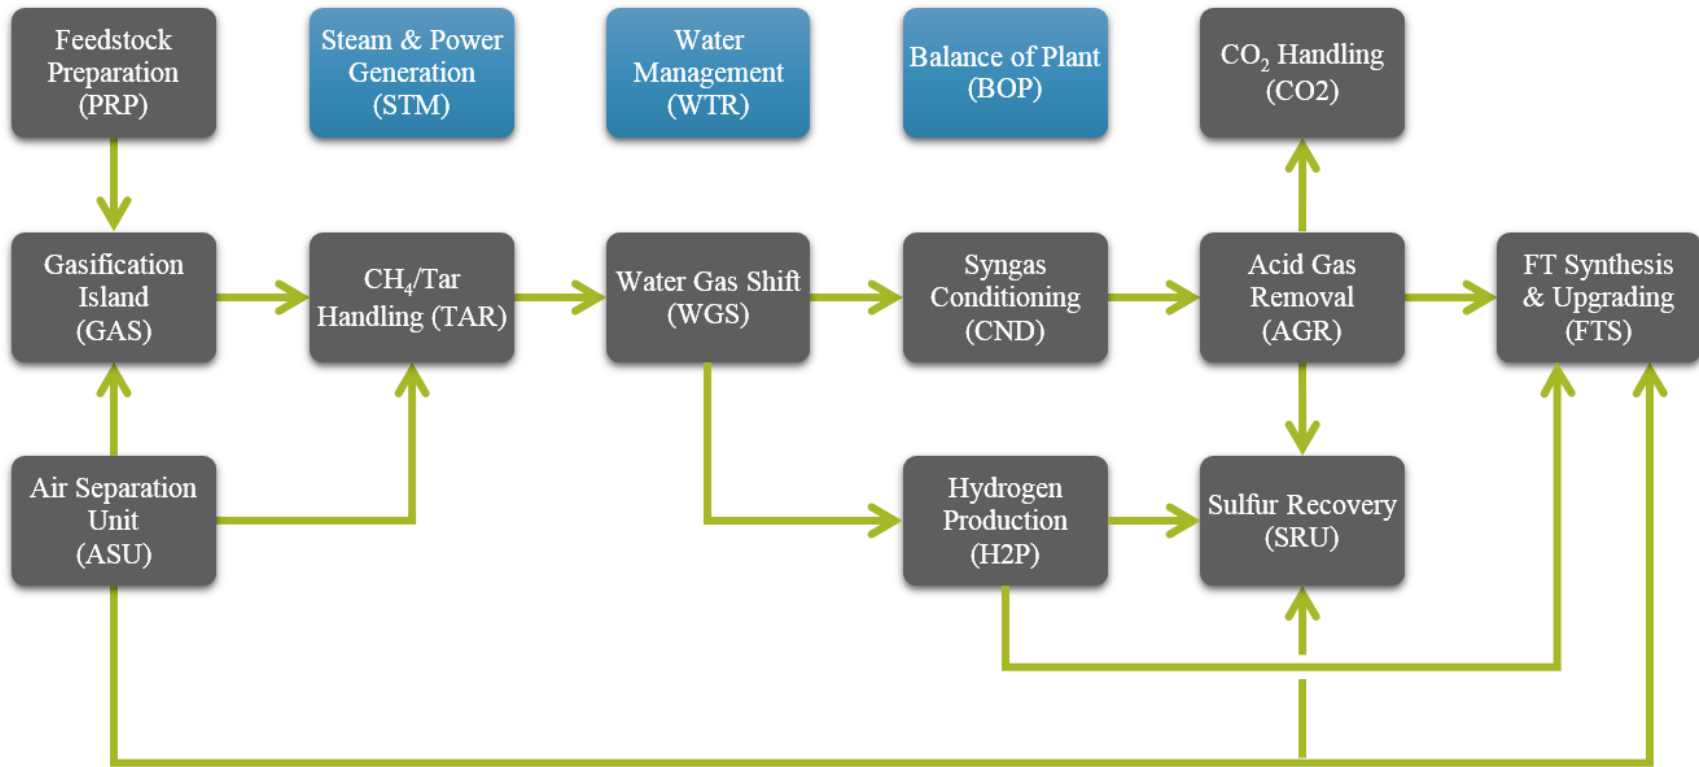 Feedstock
Preparation
(PRP)
Steam & Power
Generation
(STM)
Water
Management
(WTR)
Balance of Plant
(BOP)
CO₂ Handling
(CO2)
Gasification
Island
(GAS)
CH₄/Tar
Handling (TAR)
Water Gas Shift
(WGS)
Syngas
Conditioning
(CND)
Acid Gas
Removal
(AGR)
FT Synthesis
& Upgrading
(FTS)
Air Separation
Unit
(ASU)
Hydrogen
Production
(H2P)
Sulfur Recovery
(SRU)